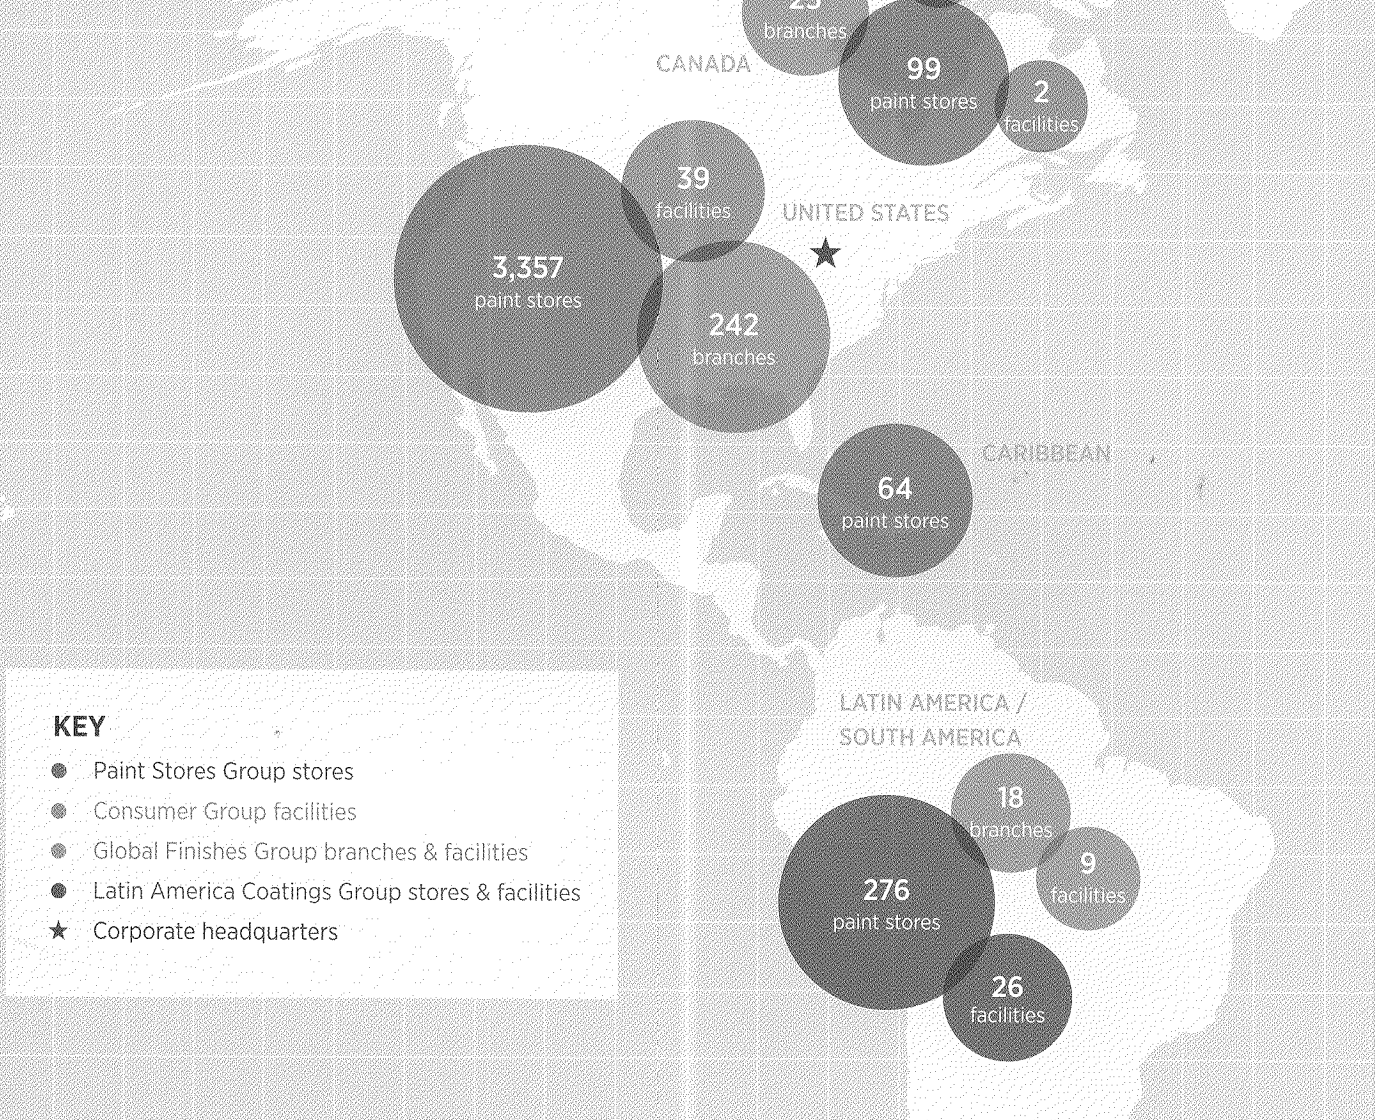 branches
CANADA
99
paint stores
2
facilities
39
facilities
UNITED STATES
3,357
paint stores
242
branches
CARIBBEAN
64
paint stores
LATIN AMERICA /
SOUTH AMERICA
18
branches
9
facilities
276
paint stores
26
facilities
KEY
Paint Stores Group stores
Consumer Group facilities
Global Finishes Group branches & facilities
Latin America Coatings Group stores & facilities
Corporate headquarters